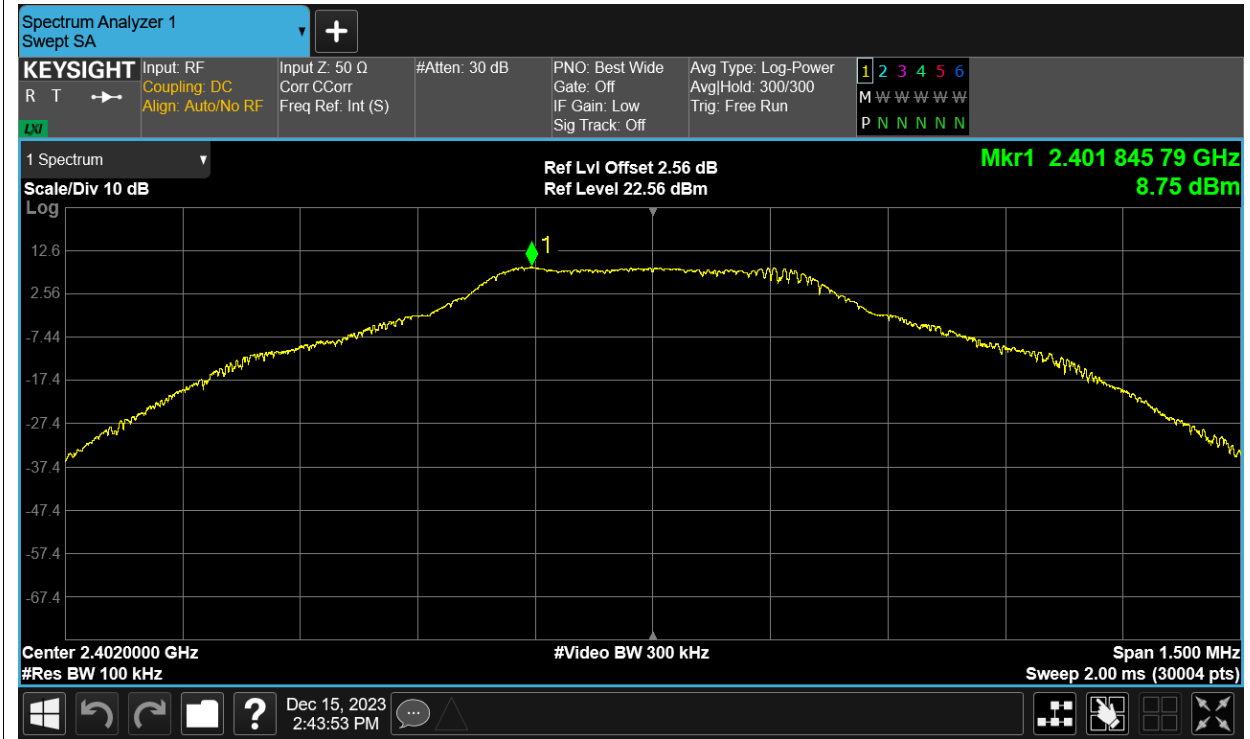 Spectrum Analyzer 1
Swept SA
KEYSIGHT
R T
LXI
Input: RF
Coupling: DC
Align: Auto/No RF
Input Z: 50 Ω
Corr CCorr
Freq Ref: Int (S)
#Atten: 30 dB
PNO: Best Wide
Gate: Off
IF Gain: Low
Sig Track: Off
Avg Type: Log-Power
Avg|Hold: 300/300
Trig: Free Run
1 2 3 4 5 6
M W W W W W
P N N N N N
1 Spectrum
Scale/Div 10 dB
Log
Ref Lvl Offset 2.56 dB
Ref Level 22.56 dBm
Mkr1 2.401 845 79 GHz
8.75 dBm
1
12.6
2.56
-7.44
-17.4
-27.4
-37.4
-47.4
-57.4
-67.4
Center 2.4020000 GHz
#Video BW 300 kHz
Span 1.500 MHz
#Res BW 100 kHz
Sweep 2.00 ms (30004 pts)
?
Dec 15, 2023
2:43:53 PM